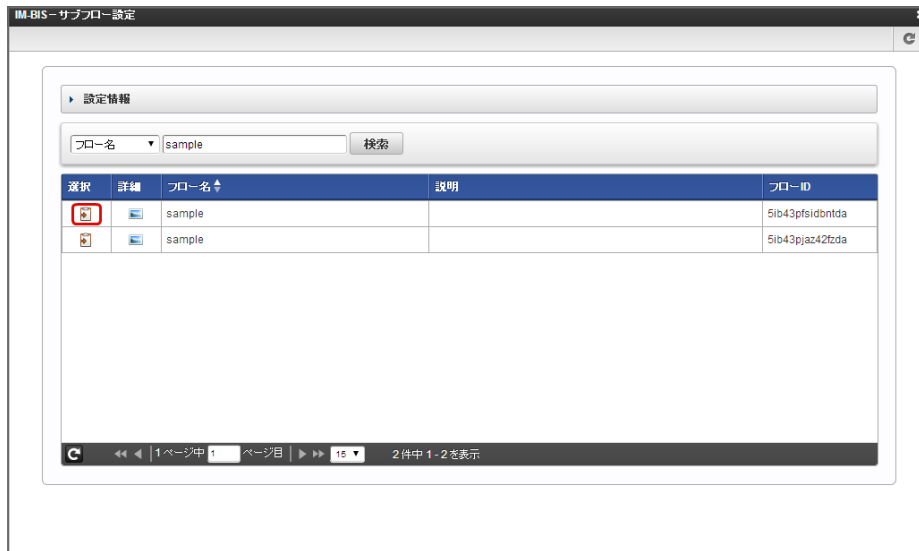 IM-BIS－サブフロー設定
設定情報
フロー名 sample 検索
選択 詳細 フロー名 説明 フローID
sample 5ib43pfsidbntda
sample 5ib43pjaz42fzda
1ページ中 1 ページ目 15 2件中 1 - 2 を表示